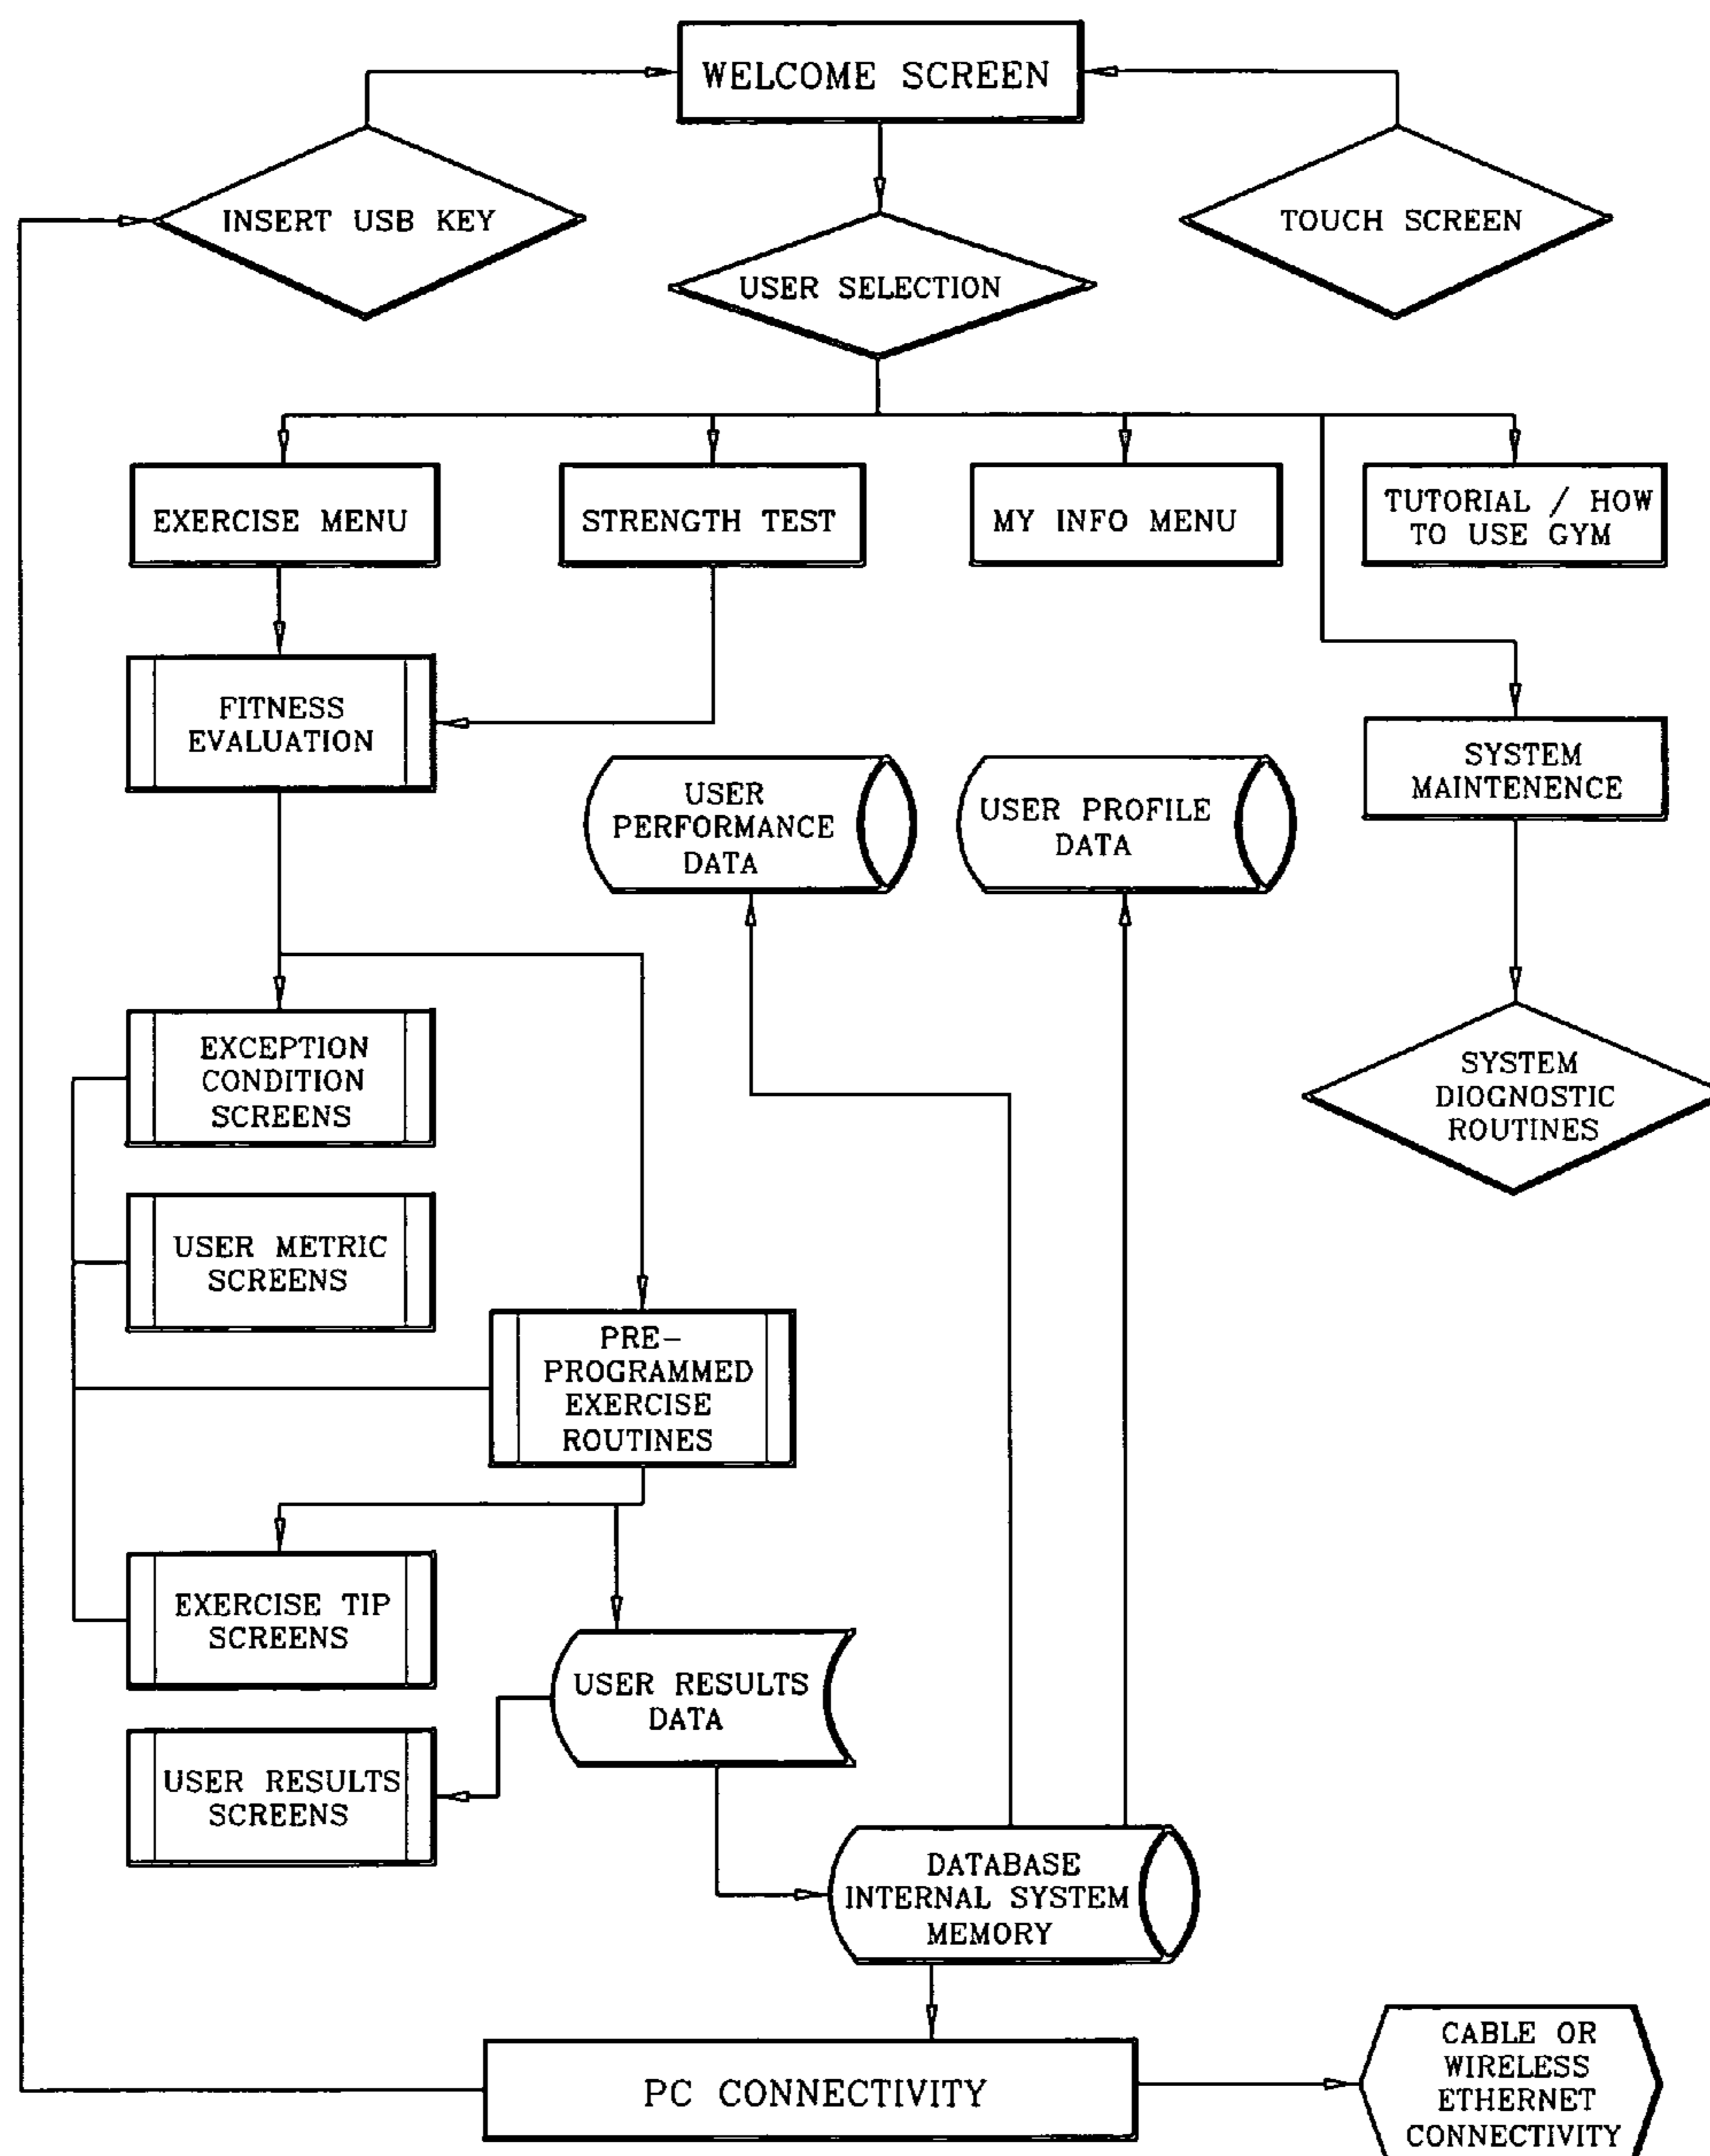 WELCOME SCREEN
INSERT USB KEY
TOUCH SCREEN
USER SELECTION
EXERCISE MENU
STRENGTH TEST
MY INFO MENU
TUTORIAL / HOW
TO USE GYM
FITNESS
EVALUATION
USER
PERFORMANCE
DATA
USER PROFILE
DATA
SYSTEM
MAINTENENCE
EXCEPTION
CONDITION
SCREENS
SYSTEM
DIOGNOSTIC
ROUTINES
USER METRIC
SCREENS
PRE-
PROGRAMMED
EXERCISE
ROUTINES
EXERCISE TIP
SCREENS
USER RESULTS
DATA
USER RESULTS
SCREENS
DATABASE
INTERNAL SYSTEM
MEMORY
PC CONNECTIVITY
CABLE OR
WIRELESS
ETHERNET
CONNECTIVITY